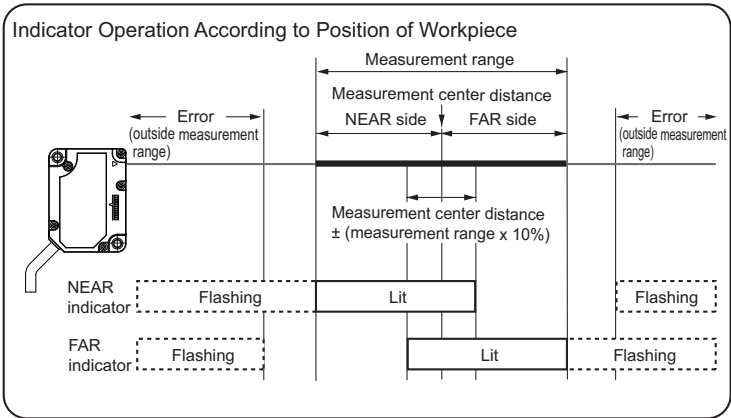 Indicator Operation According to Position of Workpiece
Measurement range
Measurement center distance
Error
(outside measurement
range)
NEAR side
FAR side
Error
(outside measurement
range)
Measurement center distance
± (measurement range x 10%)
NEAR
indicator
Flashing
Lit
Flashing
FAR
indicator
Flashing
Lit
Flashing